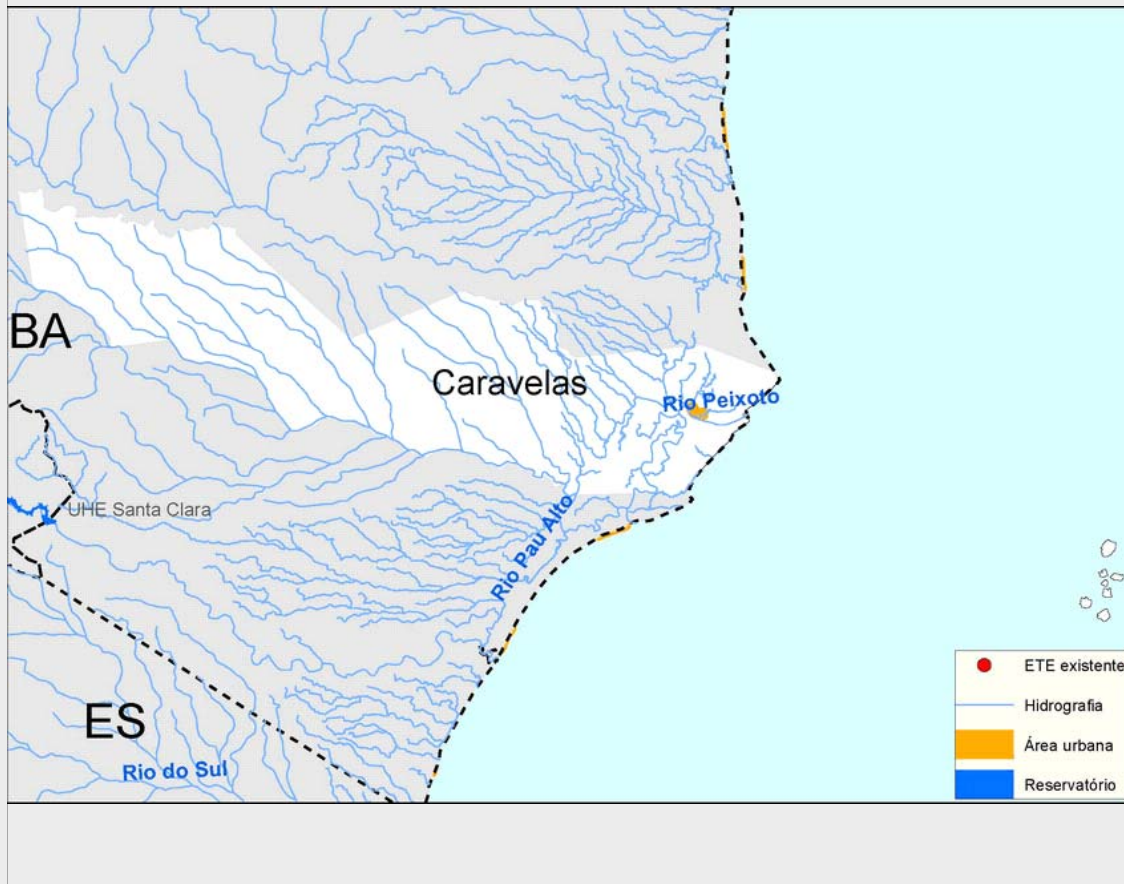 BA
Caravelas
Rio Peixoto
UHE Santa Clara
Rio Pau Alto
ES
Rio do Sul
ETE existente
Hidrografia
Área urbana
Reservatório